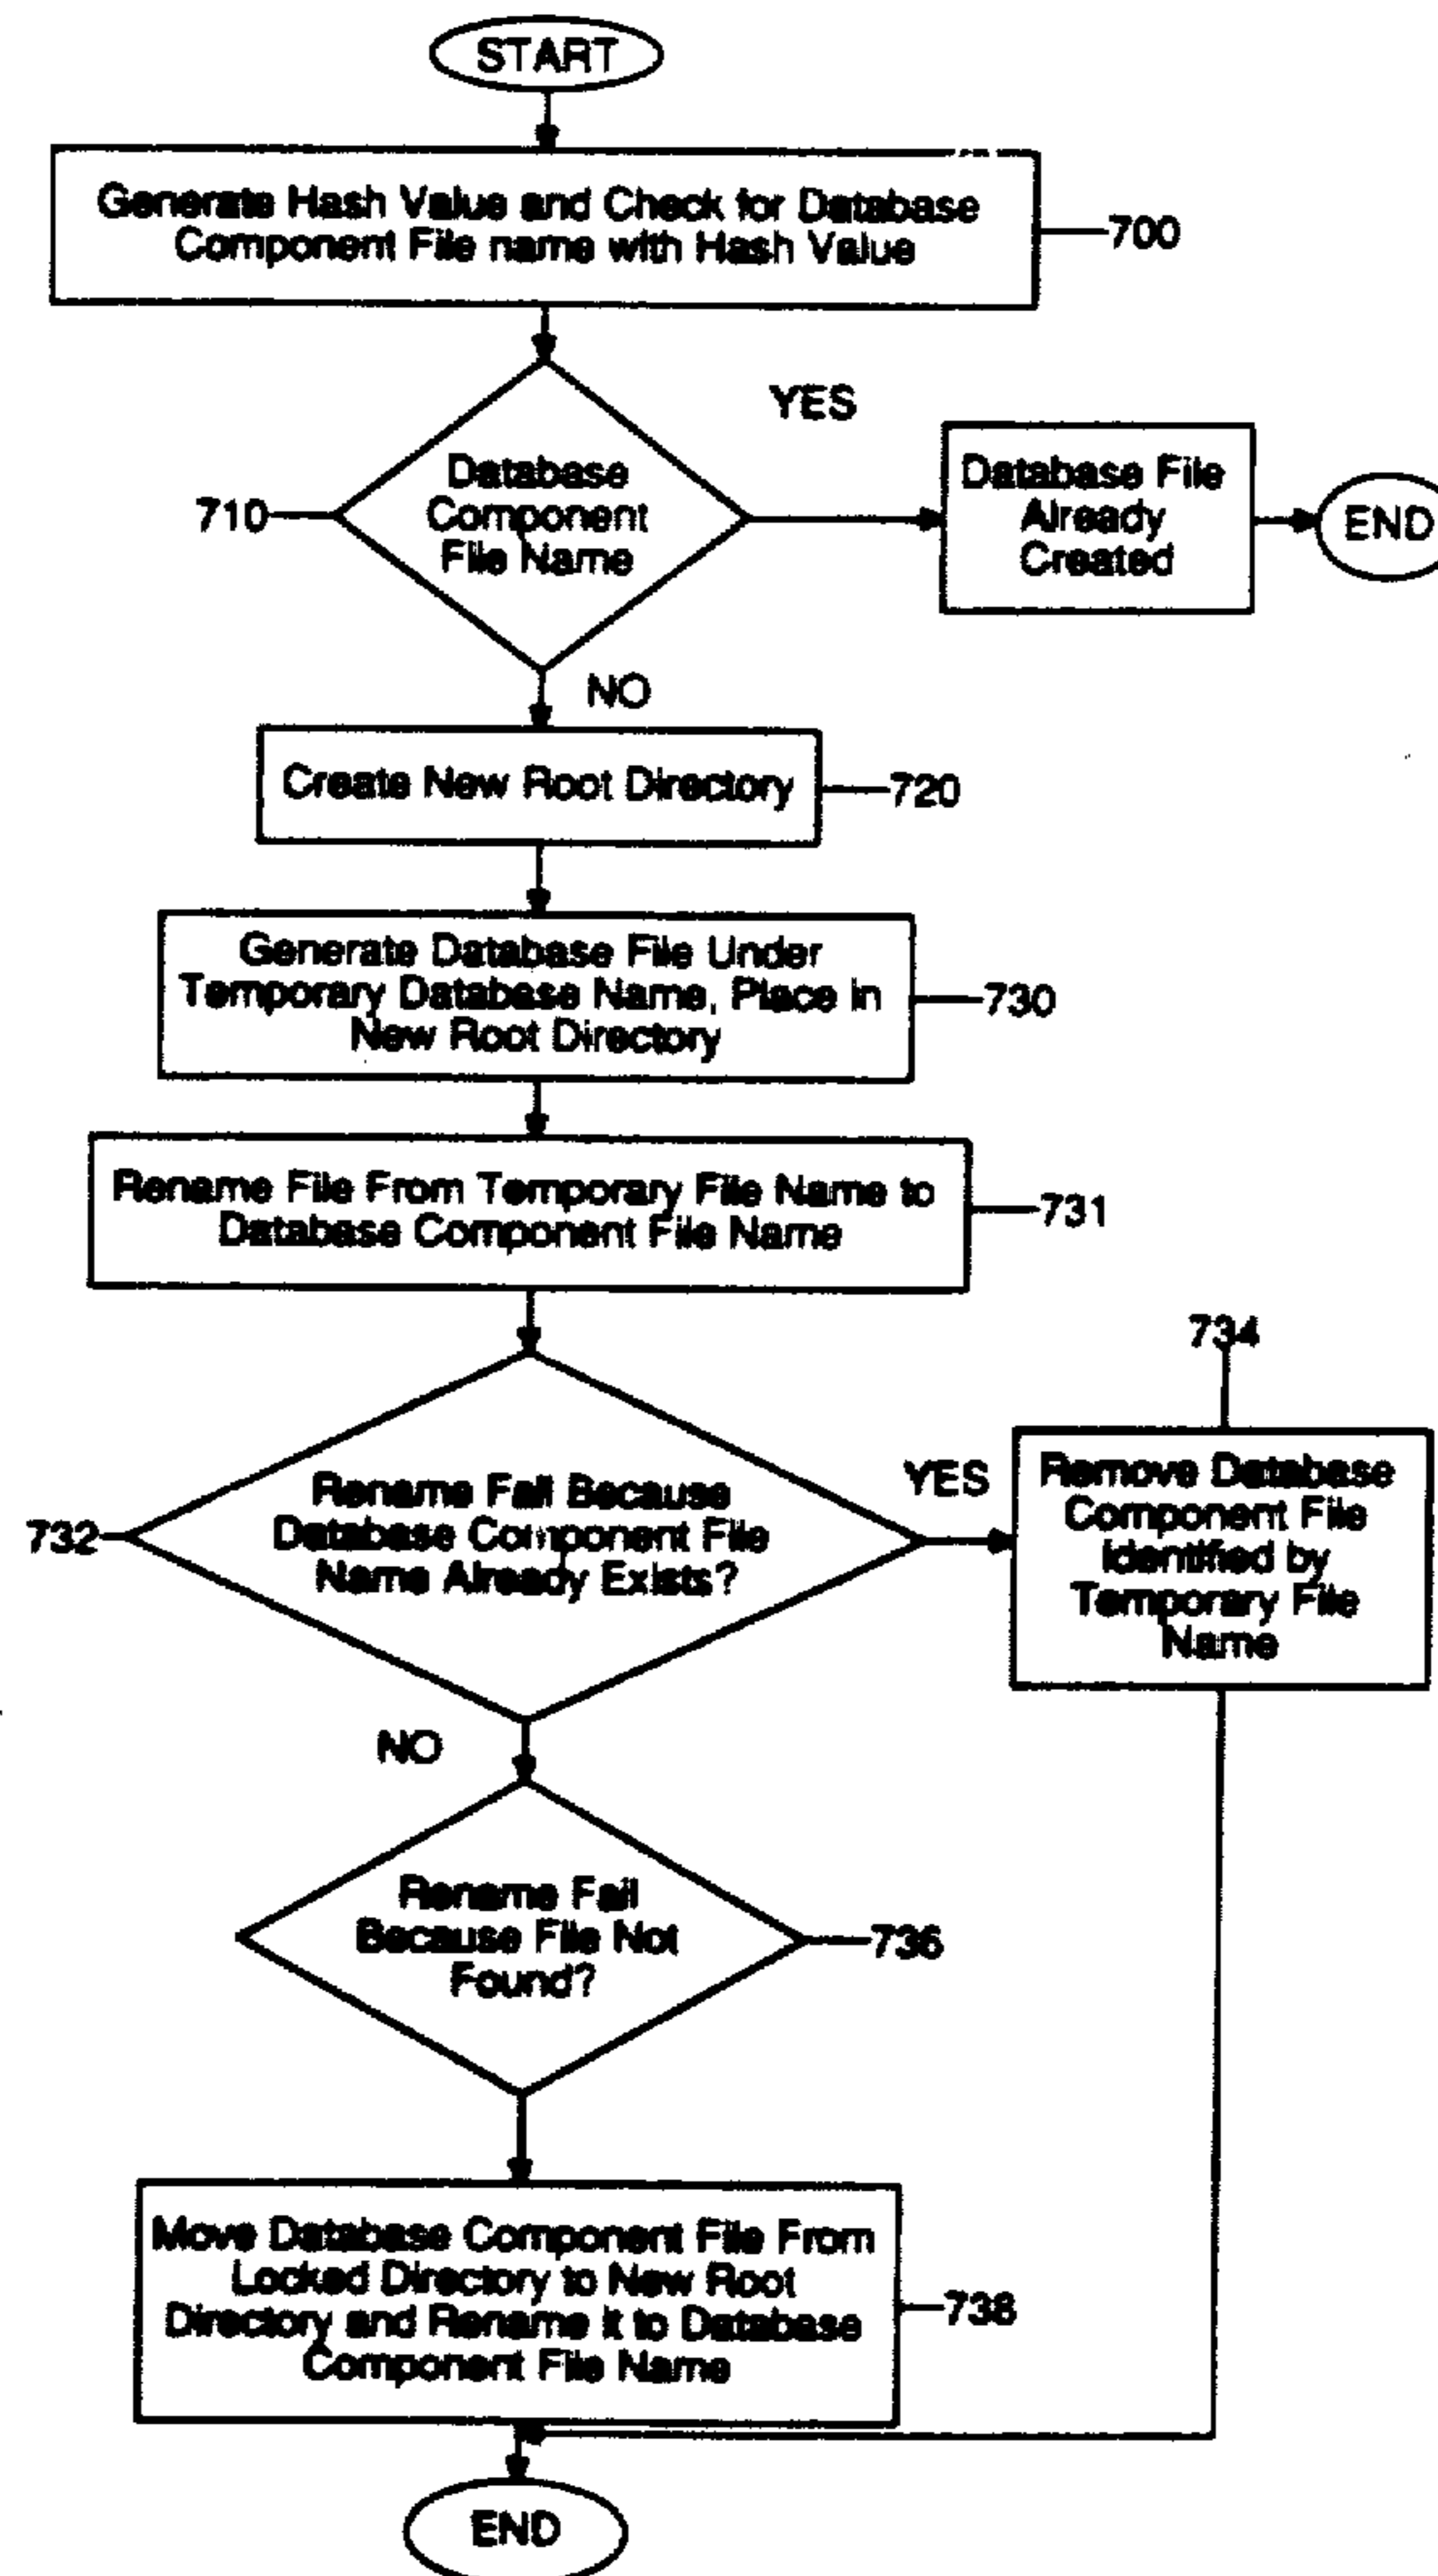 START
Generate Hash Value and Check for Database
Component File name with Hash Value
700
YES
710
Database
Component
File Name
Database File
Already
Created
END
NO
Create New Root Directory
720
Generate Database File Under
Temporary Database Name, Place in
New Root Directory
730
Rename File From Temporary File Name to
Database Component File Name
731
734
732
Rename Fail Because
Database Component File
Name Already Exists?
YES
Remove Database
Component File
Identified by
Temporary File
Name
NO
Rename Fail
Because File Not
Found?
736
Move Database Component File From
Locked Directory to New Root
Directory and Rename it to Database
Component File Name
738
END